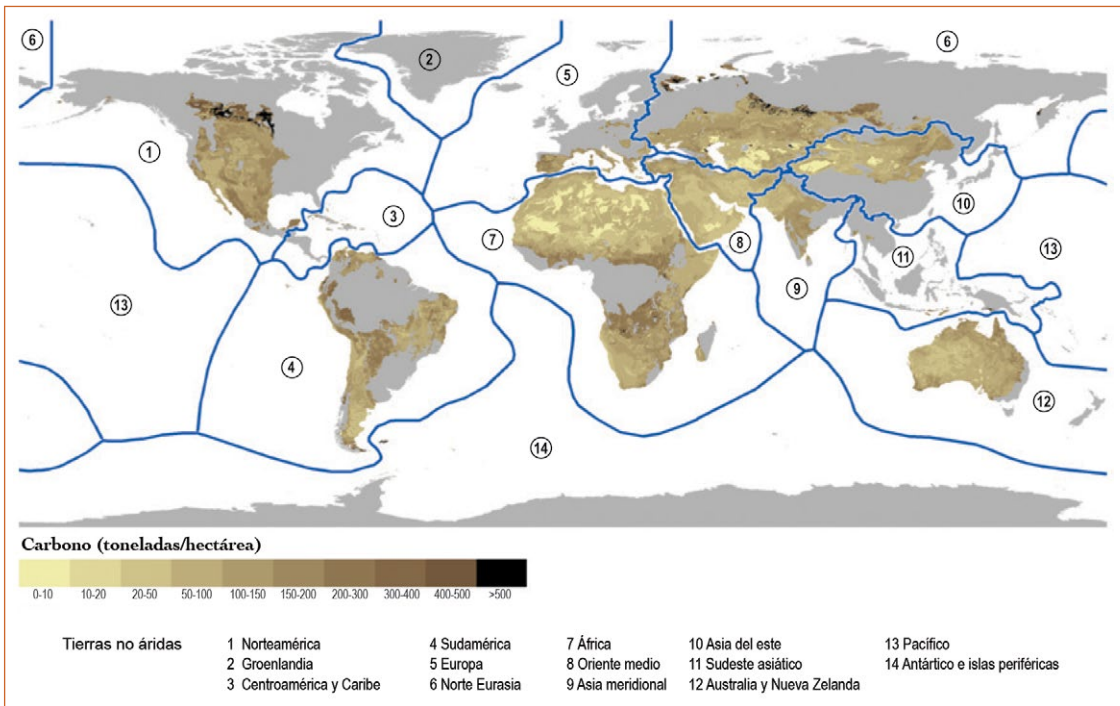 6
2
6
5
1
3
10
7
8
13
11
9
13
4
12
14
Carbono (toneladas/hectárea)
0-10 10-20 20-50 50-100 100-150 150-200 200-300 300-400 400-500 >500
Tierras no áridas
1 Norteamérica
2 Groenlandia
3 Centroamérica y Caribe
4 Sudamérica
5 Europa
6 Norte Eurasia
7 África
8 Oriente medio
9 Asia meridional
10 Asia del este
11 Sudeste asiático
12 Australia y Nueva Zelanda
13 Pacífico
14 Antártico e islas periféricas